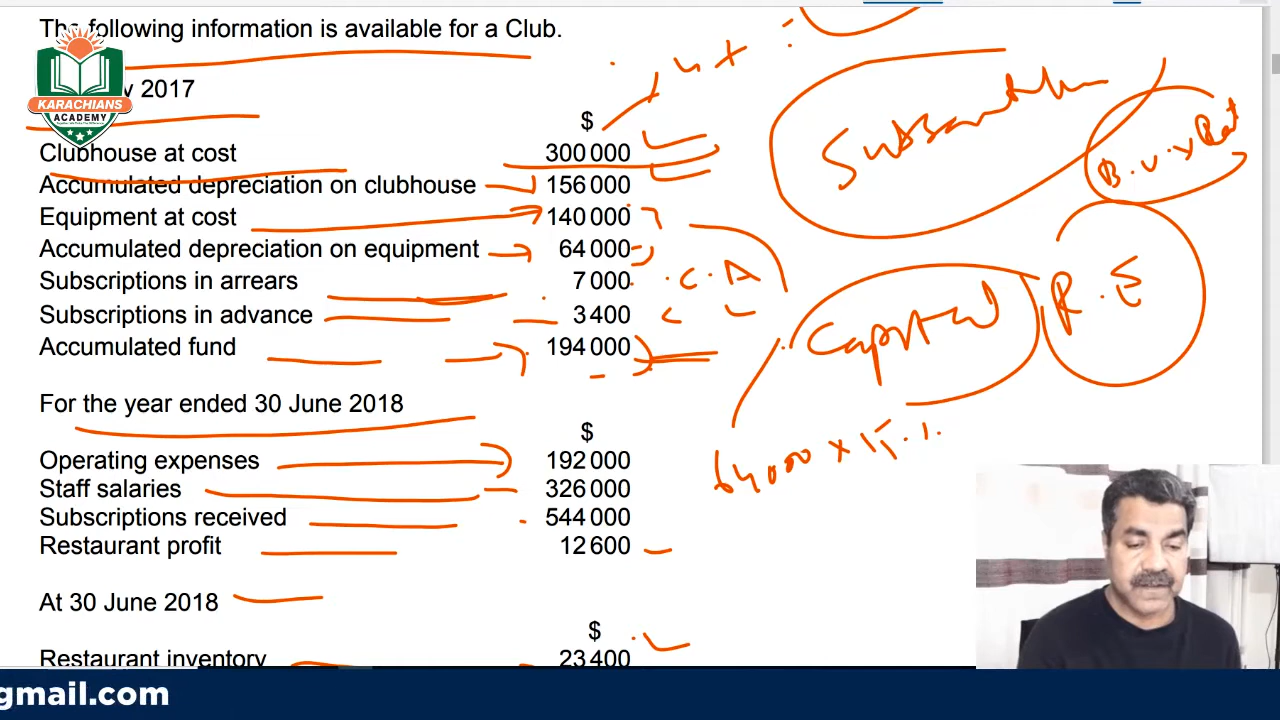 The following information is available for a Club.
KARACHIANS
ACADEMY
2017
$
Clubhouse at cost 300 000
Accumulated depreciation on clubhouse 156 000
Equipment at cost 140 000
Accumulated depreciation on equipment 64 000
Subscriptions in arrears 7 000
Subscriptions in advance 3 400
Accumulated fund 194 000
For the year ended 30 June 2018
$
Operating expenses 192 000
Staff salaries 326 000
Subscriptions received 544 000
Restaurant profit 12 600
At 30 June 2018
$
Restaurant inventory 23 400
C.A
C L
Capital
R.E
64000 x 15%
gmail.com